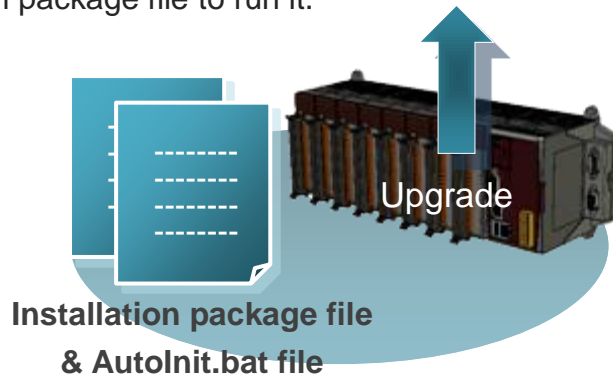 package file to run it.
Upgrade
Installation package file
& AutoInit.bat file